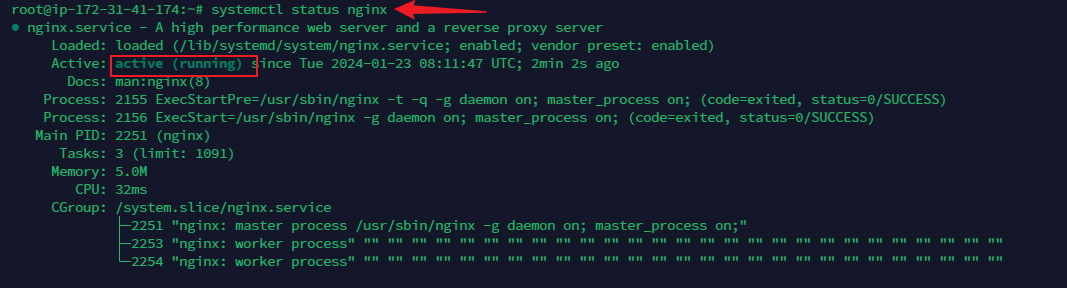 root@ip-172-31-41-174:~# systemctl status nginx
● nginx.service - A high performance web server and a reverse proxy server
Loaded: loaded (/lib/systemd/system/nginx.service; enabled; vendor preset: enabled)
Active: active (running) since Tue 2024-01-23 08:11:47 UTC; 2min 2s ago
Docs: man:nginx(8)
Process: 2155 ExecStartPre=/usr/sbin/nginx -t -q -g daemon on; master_process on; (code=exited, status=0/SUCCESS)
Process: 2156 ExecStart=/usr/sbin/nginx -g daemon on; master_process on; (code=exited, status=0/SUCCESS)
Main PID: 2251 (nginx)
Tasks: 3 (limit: 1091)
Memory: 5.0M
CPU: 32ms
CGroup: /system.slice/nginx.service
├─2251 "nginx: master process /usr/sbin/nginx -g daemon on; master_process on;"
├─2253 "nginx: worker process" "" "" "" "" "" "" "" "" "" "" "" "" "" "" "" "" "" "" "" "" "" "" "" "" "" "" ""
└─2254 "nginx: worker process" "" "" "" "" "" "" "" "" "" "" "" "" "" "" "" "" "" "" "" "" "" "" "" "" "" "" ""